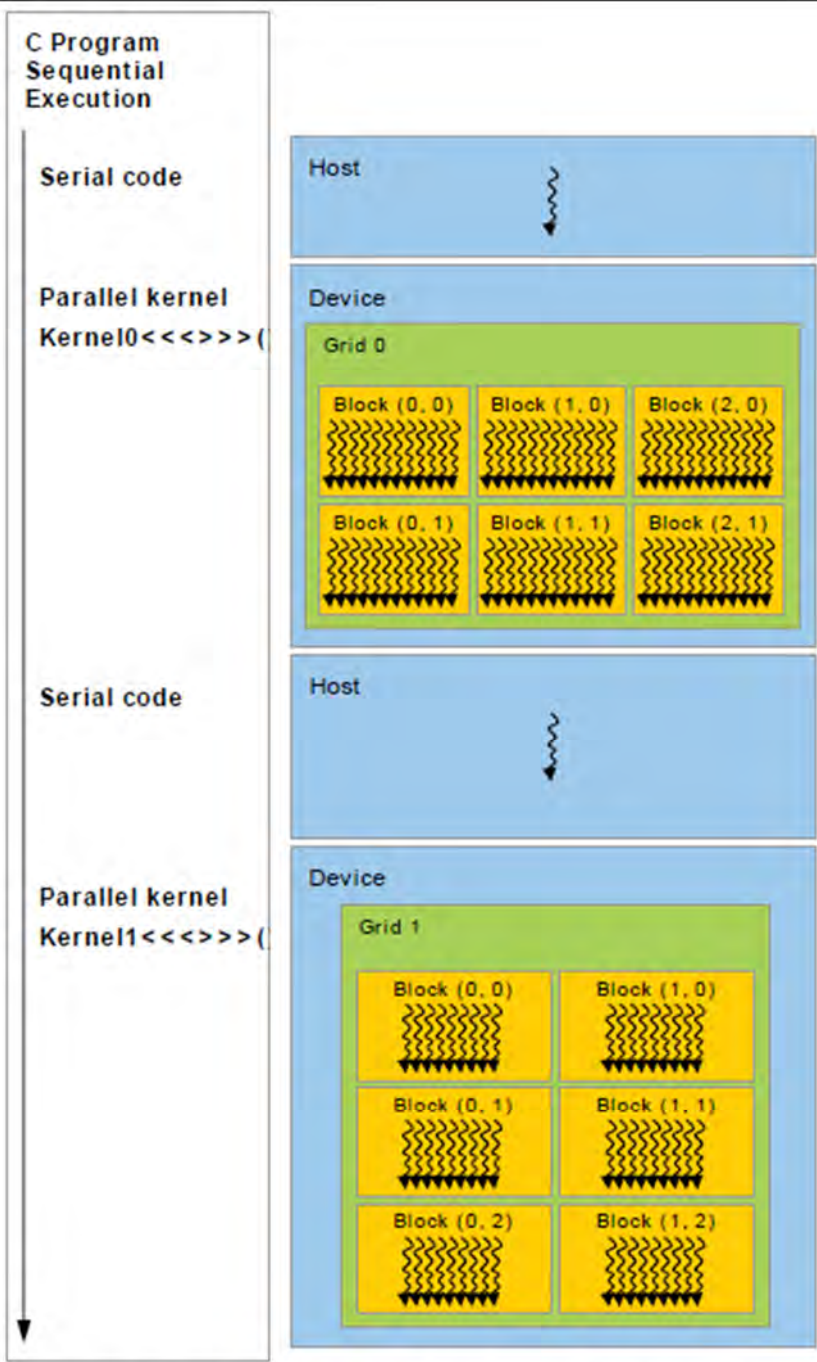 C Program
Sequential
Execution
Serial code
Host
Parallel kernel
Kernel0<<<>>>()
Device
Grid 0
Block (0, 0)
Block (1, 0)
Block (2, 0)
Block (0, 1)
Block (1, 1)
Block (2, 1)
Serial code
Host
Parallel kernel
Kernel1<<<>>>()
Device
Grid 1
Block (0, 0)
Block (1, 0)
Block (0, 1)
Block (1, 1)
Block (0, 2)
Block (1, 2)